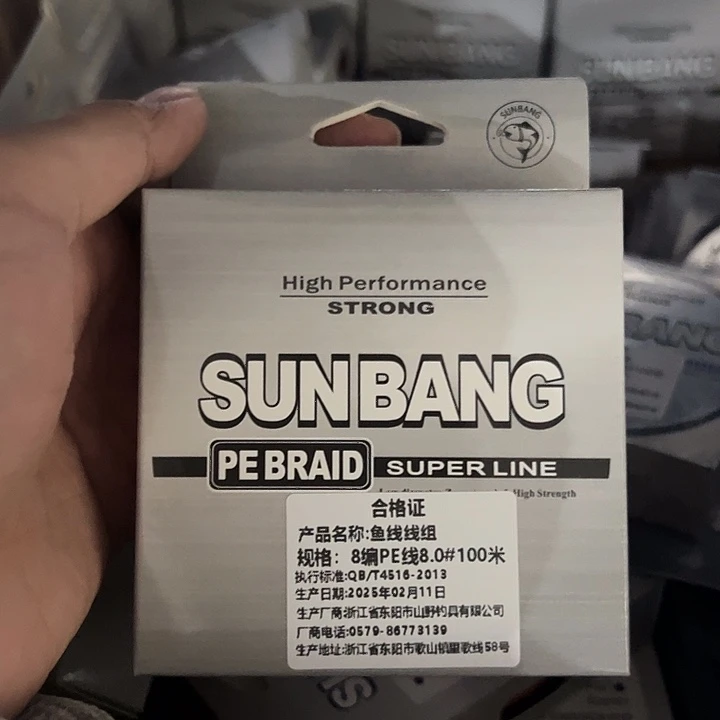 SUNBANG
SUNBANG
SUNBANG
High Performance
STRONG
SUNBANG
PE BRAID SUPER LINE
High Strength
合格证
产品名称:鱼线线组
规格: 8编PE线8.0#100米
执行标准:QB/T4516-2013
生产日期:2025年02月11日
生产厂商:浙江省东阳市山野钓具有限公司
厂商电话:0579-86773139
生产地址:浙江省东阳市歌山镇里歌线58号